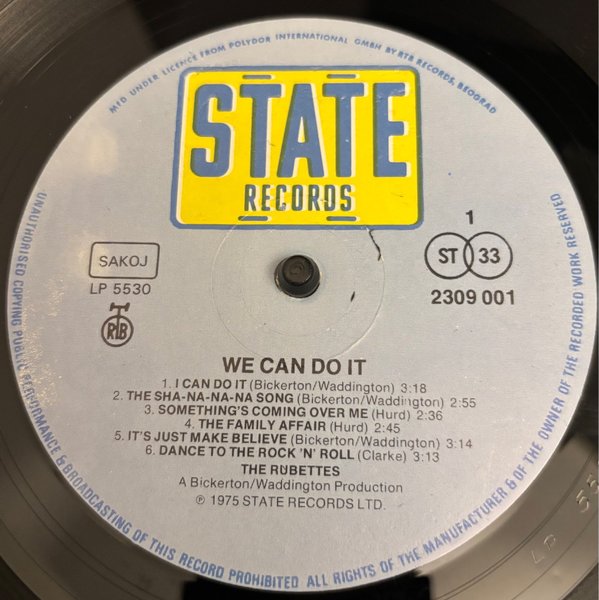 MFD UNDER LICENCE FROM POLYDOR INTERNATIONAL GMBH BY RTB RECORDS, BEOGRAD
STATE
RECORDS
1
SAKOJ
ST 33
LP 5530
2309 001
RTB
WE CAN DO IT
1. I CAN DO IT (Bickerton/Waddington) 3:18
2. THE SHA-NA-NA-NA SONG (Bickerton/Waddington) 2:55
3. SOMETHING'S COMING OVER ME (Hurd) 2:36
4. THE FAMILY AFFAIR (Hurd) 2:45
5. IT'S JUST MAKE BELIEVE (Bickerton/Waddington) 3:14
6. DANCE TO THE ROCK 'N' ROLL (Clarke) 3:13
THE RUBETTES
A Bickerton/Waddington Production
℗ 1975 STATE RECORDS LTD.
UNAUTHORISED COPYING PUBLIC PERFORMANCE & BROADCASTING OF THIS RECORD PROHIBITED ALL RIGHTS OF THE MANUFACTURER & OF THE OWNER OF THE RECORDED WORK RESERVED
LP 55